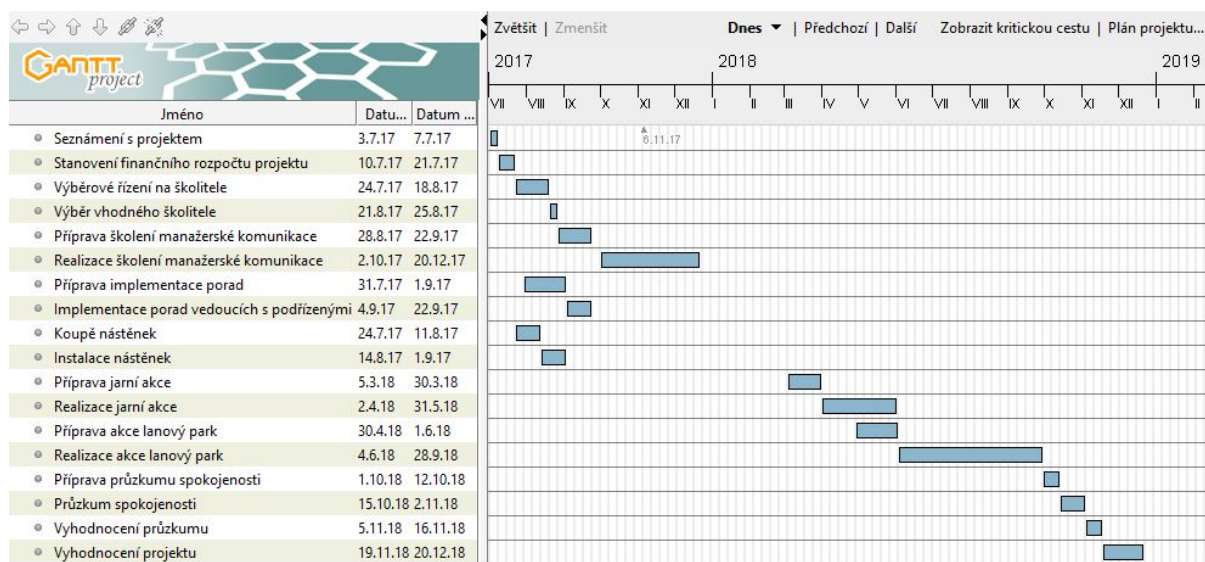 Zvětšit | Zmenšit Dnes | Předchozí | Další Zobrazit kritickou cestu | Plán projektu...
GANTT project
2017 2018 2019
Jméno Datu... Datum ... VII VIII IX X XI XII I II III IV V VI VII VIII IX X XI XII I II
Seznámení s projektem 3.7.17 7.7.17 6.11.17
Stanovení finančního rozpočtu projektu 10.7.17 21.7.17
Výběrové řízení na školitele 24.7.17 18.8.17
Výběr vhodného školitele 21.8.17 25.8.17
Příprava školení manažerské komunikace 28.8.17 22.9.17
Realizace školení manažerské komunikace 2.10.17 20.12.17
Příprava implementace porad 31.7.17 1.9.17
Implementace porad vedoucích s podřízenými 4.9.17 22.9.17
Koupě nástěnek 24.7.17 11.8.17
Instalace nástěnek 14.8.17 1.9.17
Příprava jarní akce 5.3.18 30.3.18
Realizace jarní akce 2.4.18 31.5.18
Příprava akce lanový park 30.4.18 1.6.18
Realizace akce lanový park 4.6.18 28.9.18
Příprava průzkumu spokojenosti 1.10.18 12.10.18
Průzkum spokojenosti 15.10.18 2.11.18
Vyhodnocení průzkumu 5.11.18 16.11.18
Vyhodnocení projektu 19.11.18 20.12.18